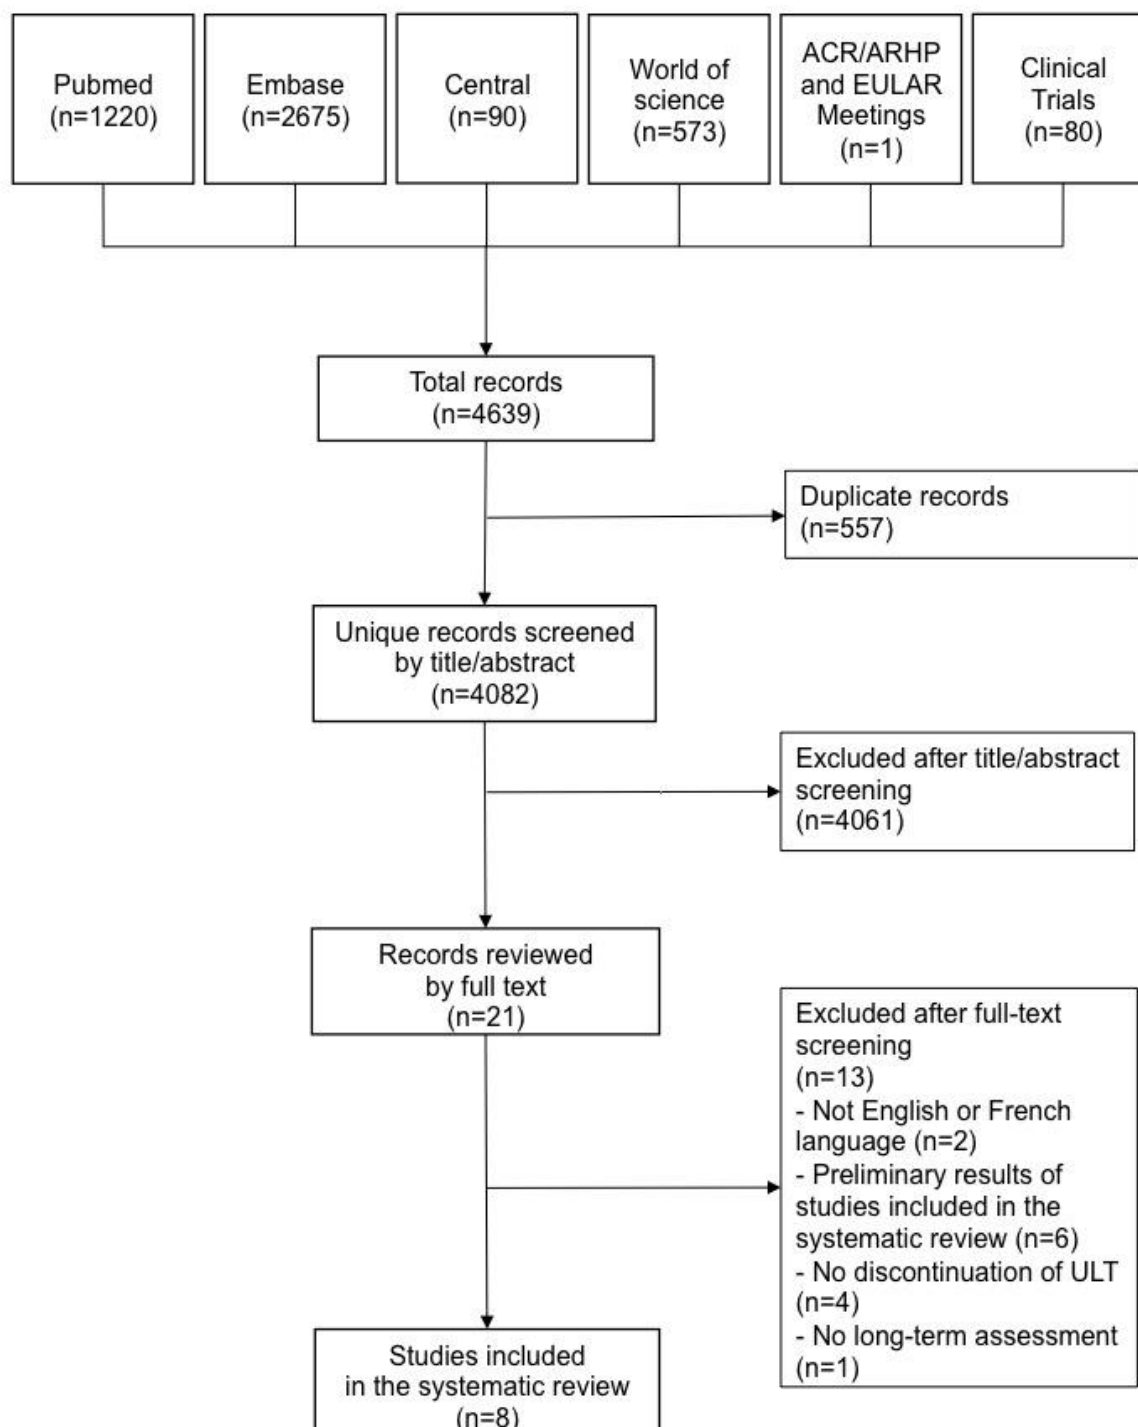 Pubmed
(n=1220)
Embase
(n=2675)
Central
(n=90)
World of
science
(n=573)
ACR/ARHP
and EULAR
Meetings
(n=1)
Clinical
Trials
(n=80)
Total records
(n=4639)
Duplicate records
(n=557)
Unique records screened
by title/abstract
(n=4082)
Excluded after title/abstract
screening
(n=4061)
Records reviewed
by full text
(n=21)
Excluded after full-text
screening
(n=13)
- Not English or French
language (n=2)
- Preliminary results of
studies included in the
systematic review (n=6)
- No discontinuation of ULT
(n=4)
- No long-term assessment
(n=1)
Studies included
in the systematic review
(n=8)